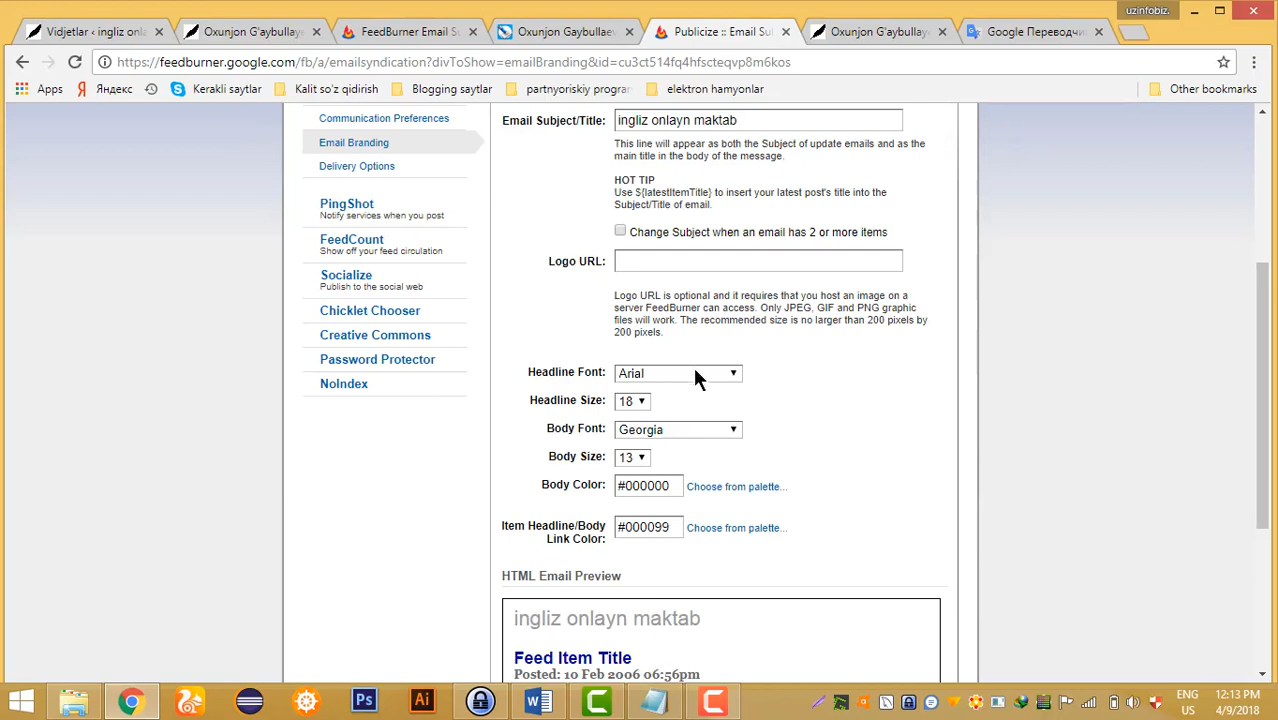 uzinfobiz.
Vidjetlar ‹ ingliz onl
Oxunjon G'aybullay
FeedBurner Email S
Oxunjon Gaybullaev
Publicize :: Email Su
Oxunjon G'aybullay
Google Переводчи
https://feedburner.google.com/fb/a/emailsyndication?divToShow=emailBranding&id=cu3ct514fq4hfscteqvp8m6kos
Apps
Яндекс
Kerakli saytlar
Kalit so'z qidirish
Blogging saytlar
partnyoriskiy program
elektron hamyonlar
Other bookmarks
Communication Preferences
Email Branding
Delivery Options
PingShot
Notify services when you post
FeedCount
Show off your feed circulation
Socialize
Publish to the social web
Chicklet Chooser
Creative Commons
Password Protector
NoIndex
Email Subject/Title: ingliz onlayn maktab
This line will appear as both the Subject of update emails and as the
main title in the body of the message.
HOT TIP
Use ${latestItemTitle} to insert your latest post's title into the
Subject/Title of email.
Change Subject when an email has 2 or more items
Logo URL:
Logo URL is optional and it requires that you host an image on a
server FeedBurner can access. Only JPEG, GIF and PNG graphic
files will work. The recommended size is no larger than 200 pixels by
200 pixels.
Headline Font: Arial
Headline Size: 18
Body Font: Georgia
Body Size: 13
Body Color: #000000 Choose from palette...
Item Headline/Body
Link Color: #000099 Choose from palette...
HTML Email Preview
ingliz onlayn maktab
Feed Item Title
Posted: 10 Feb 2006 06:56pm
Ps
Ai
ENG
US
12:13 PM
4/9/2018